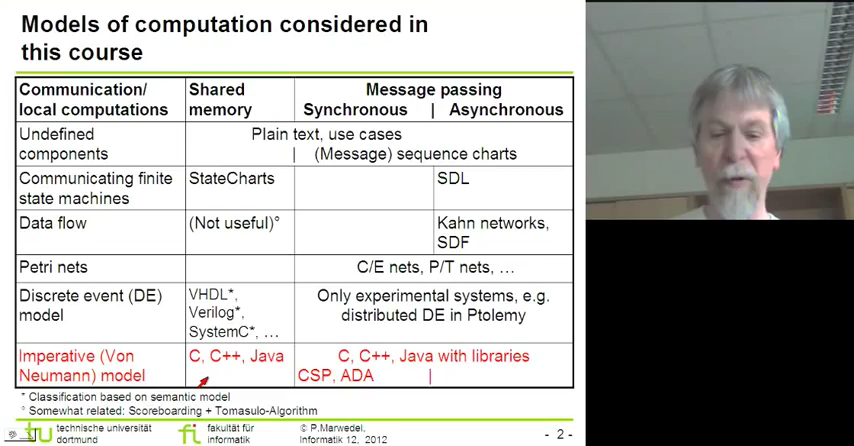 Models of computation considered in
this course
Communication/
local computations
Shared
memory
Message passing
Synchronous | Asynchronous
Undefined
components
Plain text, use cases
| (Message) sequence charts
Communicating finite
state machines
StateCharts
SDL
Data flow
(Not useful)°
Kahn networks,
SDF
Petri nets
C/E nets, P/T nets, …
Discrete event (DE)
model
VHDL*,
Verilog*,
SystemC*, …
Only experimental systems, e.g.
distributed DE in Ptolemy
Imperative (Von
Neumann) model
C, C++, Java
C, C++, Java with libraries
CSP, ADA |
* Classification based on semantic model
° Somewhat related: Scoreboarding + Tomasulo-Algorithm
technische universität
dortmund
fakultät für
informatik
© P.Marwedel,
Informatik 12, 2012
- 2 -